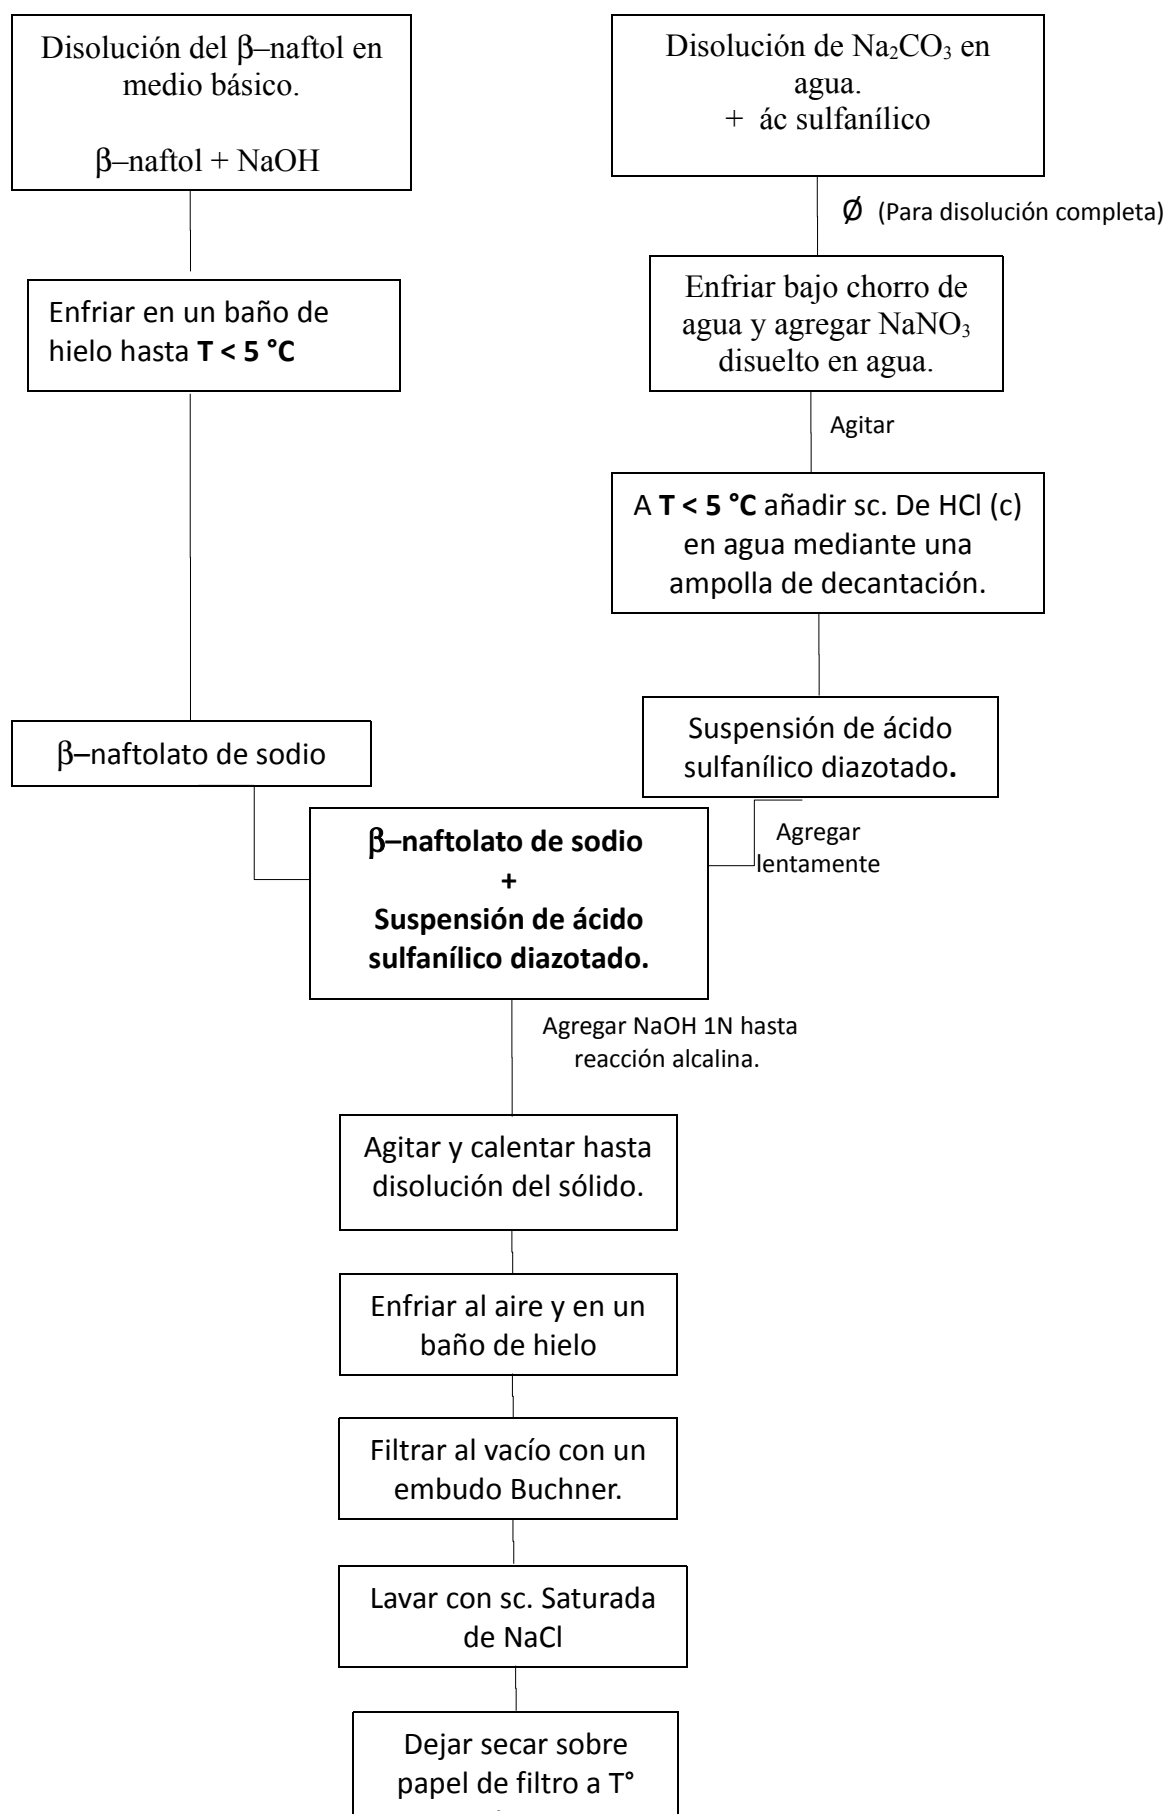 Disolución del β–naftol en
medio básico.
β–naftol + NaOH
Disolución de Na₂CO₃ en
agua.
+ ác sulfanílico
Ø (Para disolución completa)
Enfriar en un baño de
hielo hasta T < 5 °C
Enfriar bajo chorro de
agua y agregar NaNO₃
disuelto en agua.
Agitar
A T < 5 °C añadir sc. De HCl (c)
en agua mediante una
ampolla de decantación.
β–naftolato de sodio
Suspensión de ácido
sulfanílico diazotado.
Agregar
lentamente
β–naftolato de sodio
+
Suspensión de ácido
sulfanílico diazotado.
Agregar NaOH 1N hasta
reacción alcalina.
Agitar y calentar hasta
disolución del sólido.
Enfriar al aire y en un
baño de hielo
Filtrar al vacío con un
embudo Buchner.
Lavar con sc. Saturada
de NaCl
Dejar secar sobre
papel de filtro a T°